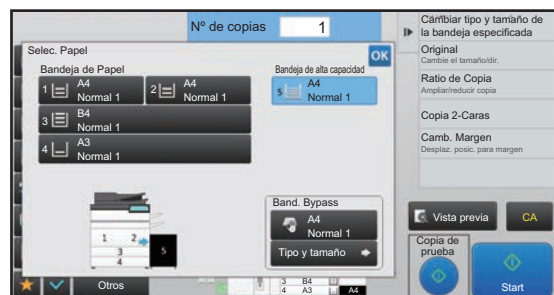 Nº de copias 1
Selec. Papel
OK
Bandeja de Papel
Bandeja de alta capacidad
1 A4
Normal 1
2 A4
Normal 1
5 A4
Normal 1
3 B4
Normal 1
4 A3
Normal 1
1 2
3
4
5
Band. Bypass
A4
Normal 1
Tipo y tamaño
Otros
3 B4
4 A3
A4
Cambiar tipo y tamaño de
la bandeja especificada
Original
Cambie el tamaño/dir.
Ratio de Copia
Ampliar/reducir copia
Copia 2-Caras
Camb. Margen
Desplaz. posic. para margen
Vista previa
CA
Copia de
prueba
Start